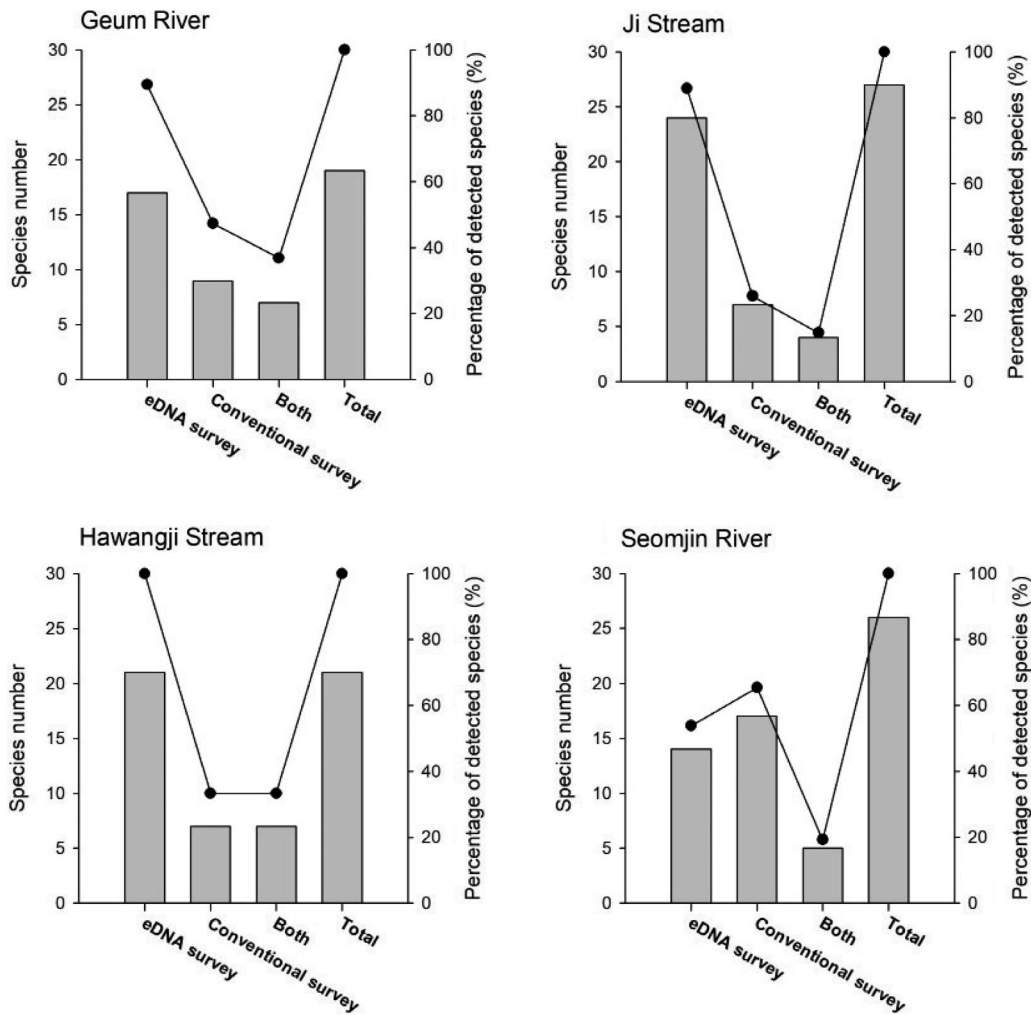 Geum River
Species number
30
25
20
15
10
5
0
100
80
60
40
20
0
Percentage of detected species (%)
eDNA survey
Conventional survey
Both
Total
Ji Stream
Species number
30
25
20
15
10
5
0
100
80
60
40
20
0
Percentage of detected species (%)
eDNA survey
Conventional survey
Both
Total
Hawangji Stream
Species number
30
25
20
15
10
5
0
100
80
60
40
20
0
Percentage of detected species (%)
eDNA survey
Conventional survey
Both
Total
Seomjin River
Species number
30
25
20
15
10
5
0
100
80
60
40
20
0
Percentage of detected species (%)
eDNA survey
Conventional survey
Both
Total